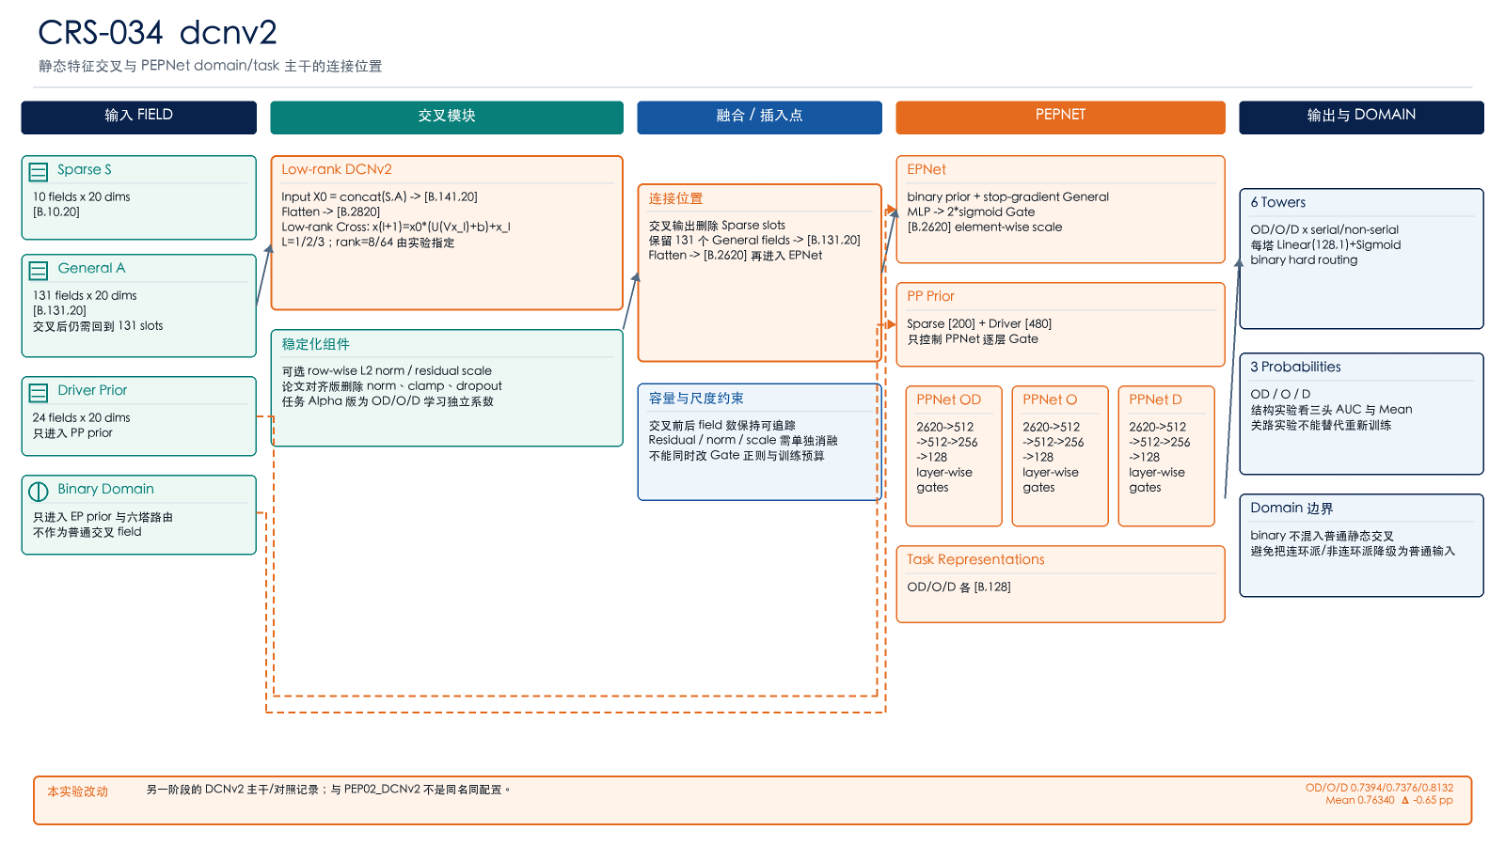 CRS-034 dcnv2
静态特征交叉与 PEPNet domain/task 主干的连接位置
输入 FIELD
交叉模块
融合 / 插入点
PEPNET
输出与 DOMAIN
Sparse S
10 fields x 20 dims
[B,10,20]
General A
131 fields x 20 dims
[B,131,20]
交叉后仍需回到 131 slots
Driver Prior
24 fields x 20 dims
只进入 PP prior
Binary Domain
只进入 EP prior 与六塔路由
不作为普通交叉 field
Low-rank DCNv2
Input X0 = concat(S,A) -> [B,141,20]
Flatten -> [B,2820]
Low-rank Cross: x(l+1)=x0*(U(Vx_l)+b)+x_l
L=1/2/3；rank=8/64 由实验指定
稳定化组件
可选 row-wise L2 norm / residual scale
论文对齐版删除 norm、clamp、dropout
任务 Alpha 版为 OD/O/D 学习独立系数
连接位置
交叉输出删除 Sparse slots
保留 131 个 General fields -> [B,131,20]
Flatten -> [B,2620] 再进入 EPNet
容量与尺度约束
交叉前后 field 数保持可追踪
Residual / norm / scale 需单独消融
不能同时改 Gate 正则与训练预算
EPNet
binary prior + stop-gradient General
MLP -> 2*sigmoid Gate
[B,2620] element-wise scale
PP Prior
Sparse [200] + Driver [480]
只控制 PPNet 逐层 Gate
PPNet OD
2620->512
->512->256
->128
layer-wise
gates
PPNet O
2620->512
->512->256
->128
layer-wise
gates
PPNet D
2620->512
->512->256
->128
layer-wise
gates
Task Representations
OD/O/D 各 [B,128]
6 Towers
OD/O/D x serial/non-serial
每塔 Linear(128,1)+Sigmoid
binary hard routing
3 Probabilities
OD / O / D
结构实验看三头 AUC 与 Mean
关路实验不能替代重新训练
Domain 边界
binary 不混入普通静态交叉
避免把连环派/非连环派降级为普通输入
本实验改动
另一阶段的 DCNv2 主干/对照记录；与 PEP02_DCNv2 不是同名同配置。
OD/O/D 0.7394/0.7376/0.8132
Mean 0.76340 Δ -0.65 pp